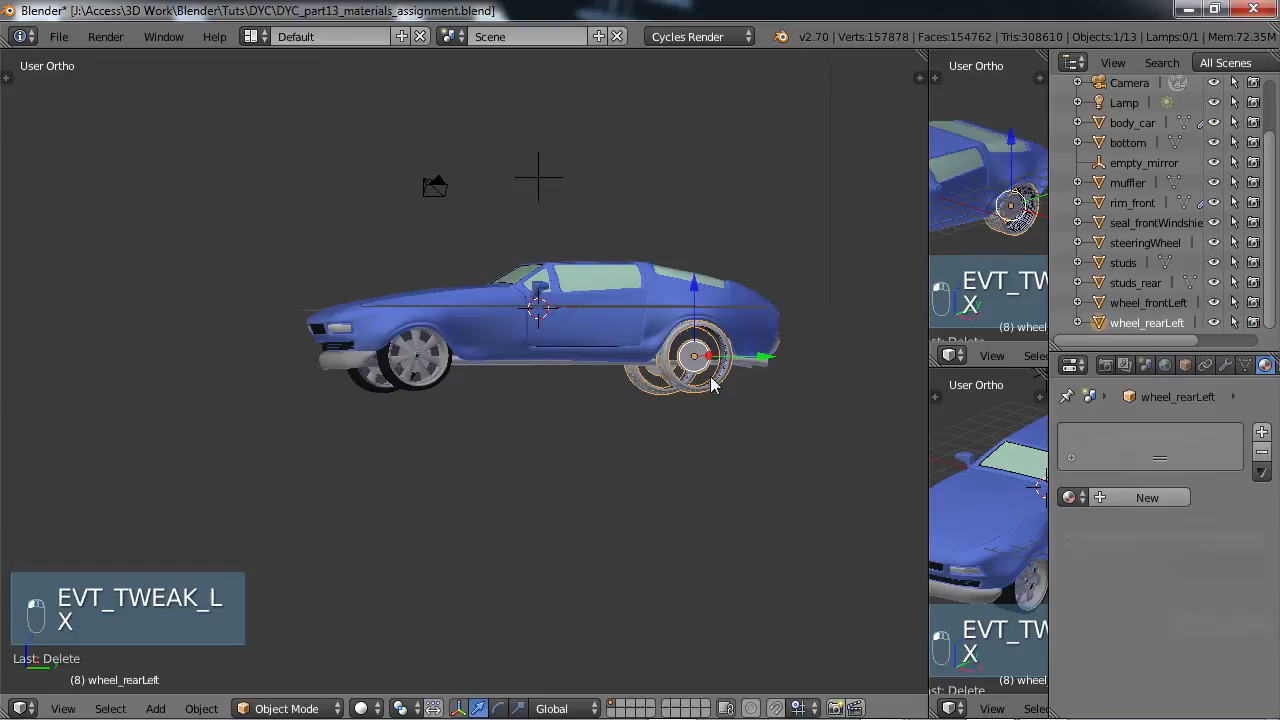 Blender* [J:\Access\3D Work\Blender\Tuts\DYC\DYC_part13_materials_assignment.blend]
File Render Window Help Default Scene Cycles Render v2.70 | Verts:157878 | Faces:154762 | Tris:308610 | Objects:1/13 | Lamps:0/1 | Mem:72.35M
User Ortho
User Ortho
View Search All Scenes
Camera
Lamp
body_car
bottom
empty_mirror
muffler
rim_front
seal_frontWindshie
steeringWheel
studs
studs_rear
wheel_frontLeft
wheel_rearLeft
EVT_TW
X
(8) wheel
View Select
User Ortho
wheel_rearLeft
New
EVT_TWEAK_L
X
Last: Delete
(8) wheel_rearLeft
EVT_TW
X
(8) wheel
ast: Delete
View Select Add Object Object Mode Global
View Select